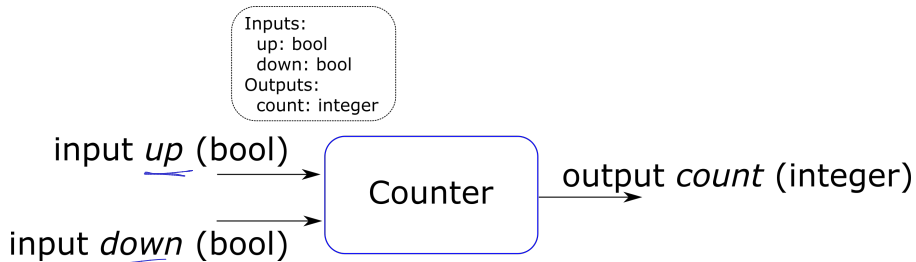 Inputs:
up: bool
down: bool
Outputs:
count: integer
input up (bool)
Counter
output count (integer)
input down (bool)